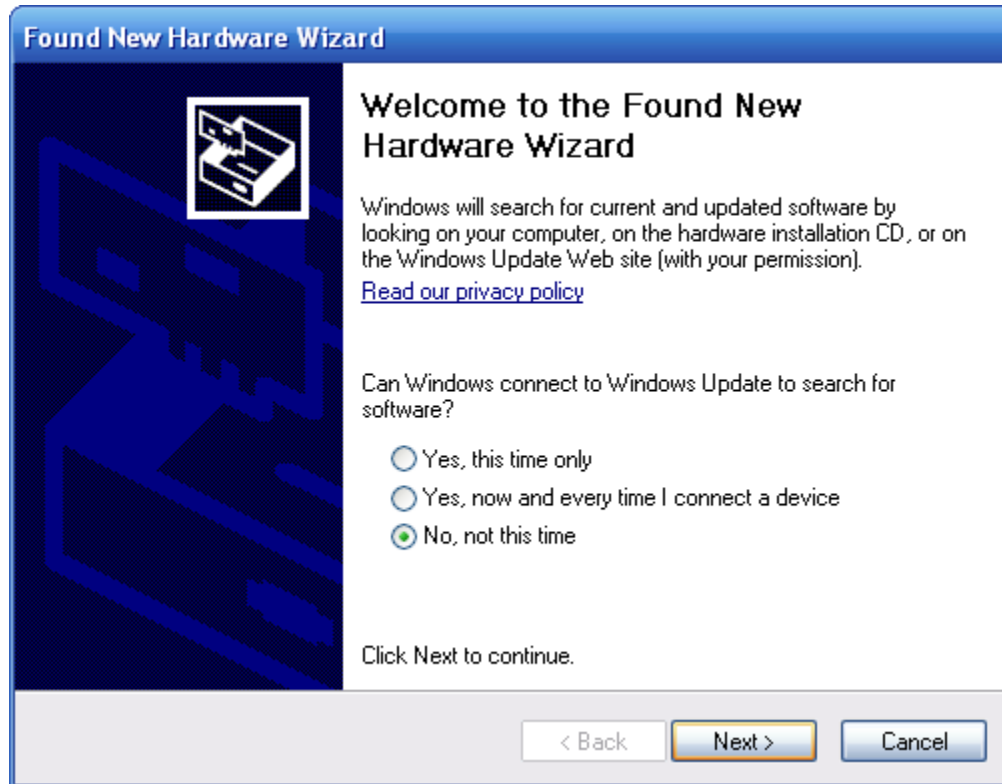 Found New Hardware Wizard
Welcome to the Found New
Hardware Wizard
Windows will search for current and updated software by
looking on your computer, on the hardware installation CD, or on
the Windows Update Web site (with your permission).
Read our privacy policy
Can Windows connect to Windows Update to search for
software?
Yes, this time only
Yes, now and every time I connect a device
No, not this time
Click Next to continue.
< Back   Next >   Cancel